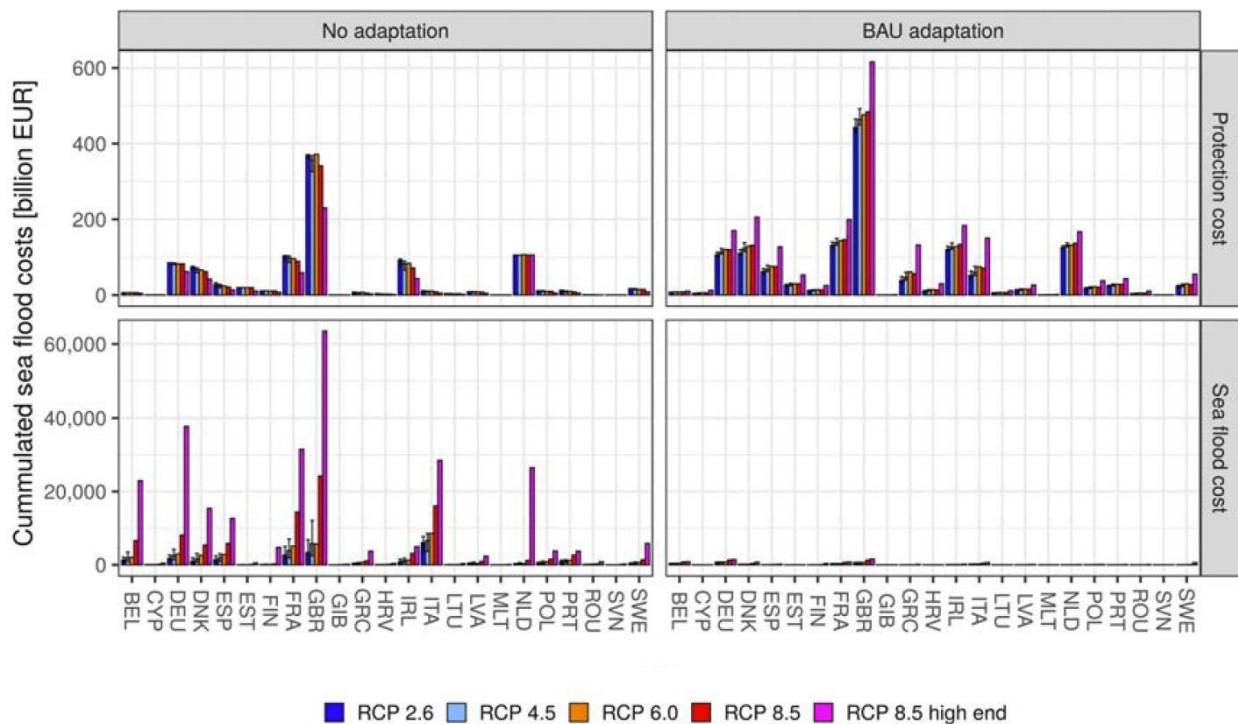 No adaptation
BAU adaptation
Cummulated sea flood costs [billion EUR]
600
400
200
0
Protection cost
60,000
40,000
20,000
0
Sea flood cost
BEL CYP DEU DNK ESP EST FIN FRA GBR GIB GRC HRV IRL ITA LTU LVA MLT NLD POL PRT ROU SVN SWE
BEL CYP DEU DNK ESP EST FIN FRA GBR GIB GRC HRV IRL ITA LTU LVA MLT NLD POL PRT ROU SVN SWE
RCP 2.6 RCP 4.5 RCP 6.0 RCP 8.5 RCP 8.5 high end